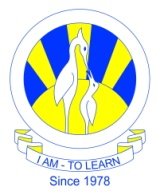 I AM - TO LEARN
Since 1978